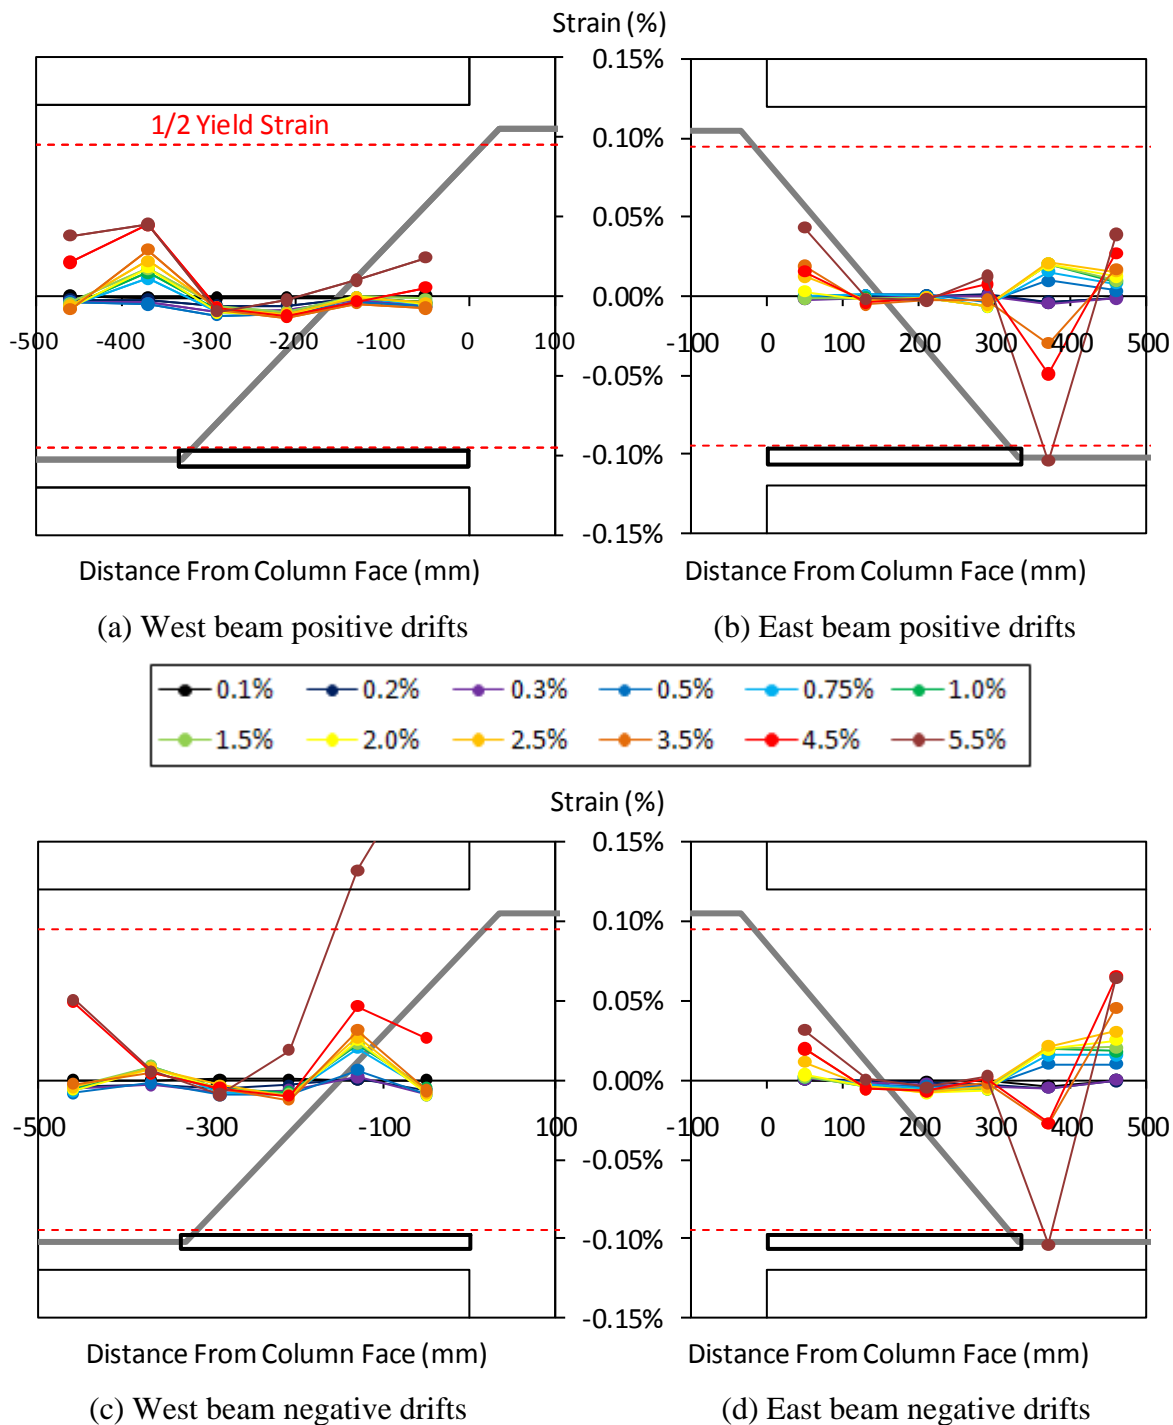 Strain (%)
0.15%
1/2 Yield Strain
0.10%
0.05%
0.00%
-500 -400 -300 -200 -100 0 100
-100 0 100 200 300 400 500
-0.05%
-0.10%
-0.15%
Distance From Column Face (mm) Distance From Column Face (mm)
(a) West beam positive drifts (b) East beam positive drifts
0.1% 0.2% 0.3% 0.5% 0.75% 1.0%
1.5% 2.0% 2.5% 3.5% 4.5% 5.5%
Strain (%)
0.15%
0.10%
0.05%
0.00%
-500 -300 -100 100
-100 0 100 200 300 400 500
-0.05%
-0.10%
-0.15%
Distance From Column Face (mm) Distance From Column Face (mm)
(c) West beam negative drifts (d) East beam negative drifts